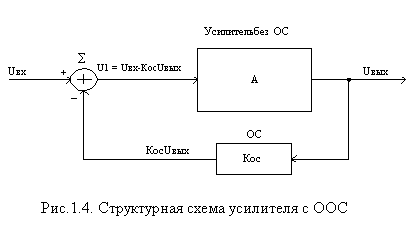 Усилительбез ОС
Σ
U1 = Uвх-КосUвых
Uвх
+
A
Uвых
−
ОС
КосUвых
Кос
Рис.1.4. Структурная схема усилителя с ООС